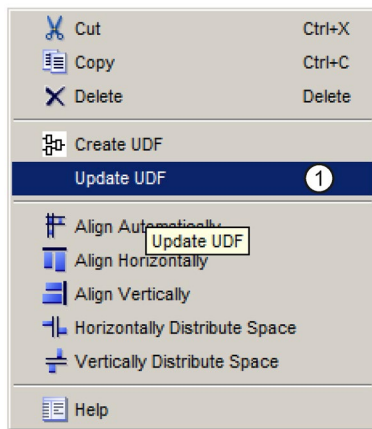 Cut Ctrl+X
Copy Ctrl+C
Delete Delete
Create UDF
Update UDF 1
Align Automatically
Update UDF
Align Horizontally
Align Vertically
Horizontally Distribute Space
Vertically Distribute Space
Help